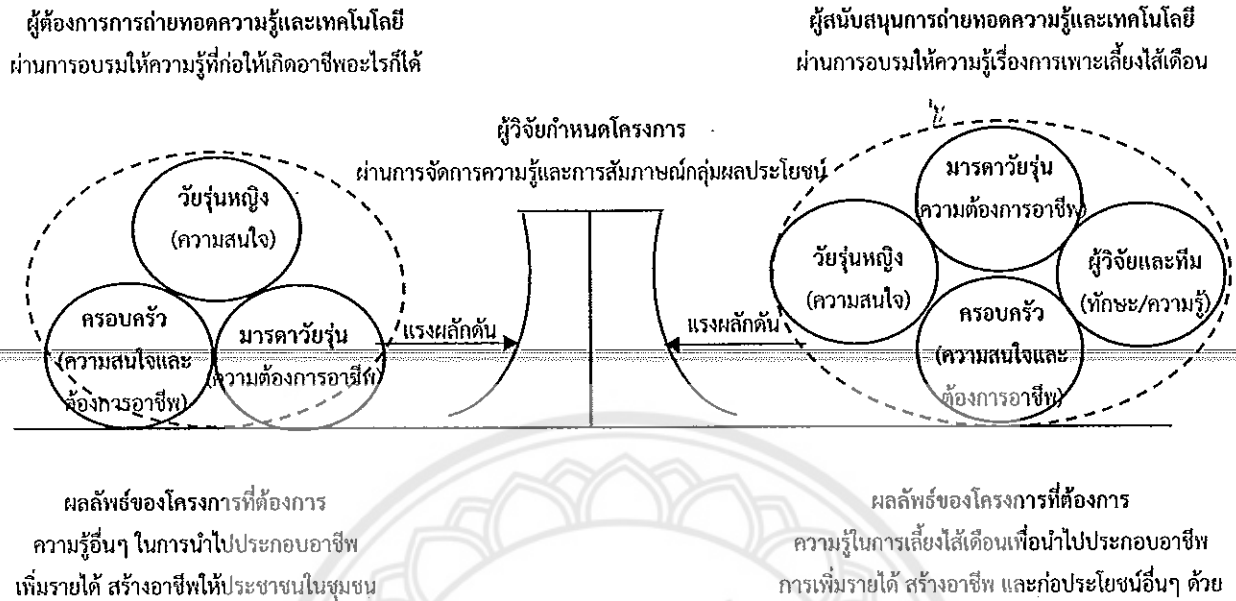 ผู้ต้องการการถ่ายทอดความรู้และเทคโนโลยี
ผ่านการอบรมให้ความรู้ที่ก่อให้เกิดอาชีพอะไรก็ได้
ผู้สนับสนุนการถ่ายทอดความรู้และเทคโนโลยี
ผ่านการอบรมให้ความรู้เรื่องการเพาะเลี้ยงไส้เดือน
ผู้วิจัยกำหนดโครงการ
ผ่านการจัดการความรู้และการสัมภาษณ์กลุ่มผลประโยชน์
วัยรุ่นหญิง
(ความสนใจ)
ครอบครัว
(ความสนใจและ
ต้องการอาชีพ)
มารดาวัยรุ่น
(ความต้องการอาชีพ)
แรงผลักดัน
แรงผลักดัน
มารดาวัยรุ่น
(ความต้องการอาชีพ)
วัยรุ่นหญิง
(ความสนใจ)
ผู้วิจัยและทีม
(ทักษะ/ความรู้)
ครอบครัว
(ความสนใจและ
ต้องการอาชีพ)
ผลลัพธ์ของโครงการที่ต้องการ
ความรู้อื่นๆ ในการนำไปประกอบอาชีพ
เพิ่มรายได้ สร้างอาชีพให้ประชาชนในชุมชน
ผลลัพธ์ของโครงการที่ต้องการ
ความรู้ในการเลี้ยงไส้เดือนเพื่อนำไปประกอบอาชีพ
การเพิ่มรายได้ สร้างอาชีพ และก่อประโยชน์อื่นๆ ด้วย